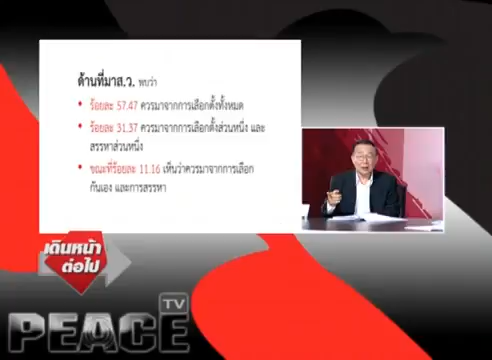 ด้านที่มาส.ว. พบว่า
• ร้อยละ 57.47 ควรมาจากการเลือกตั้งทั้งหมด
• ร้อยละ 31.37 ควรมาจากการเลือกตั้งส่วนหนึ่ง และ
สรรหาส่วนหนึ่ง
• ขณะที่ร้อยละ 11.16 เห็นว่าควรมาจากการเลือก
กันเอง และการสรรหา
เดินหน้า
ต่อไป
PEACE TV